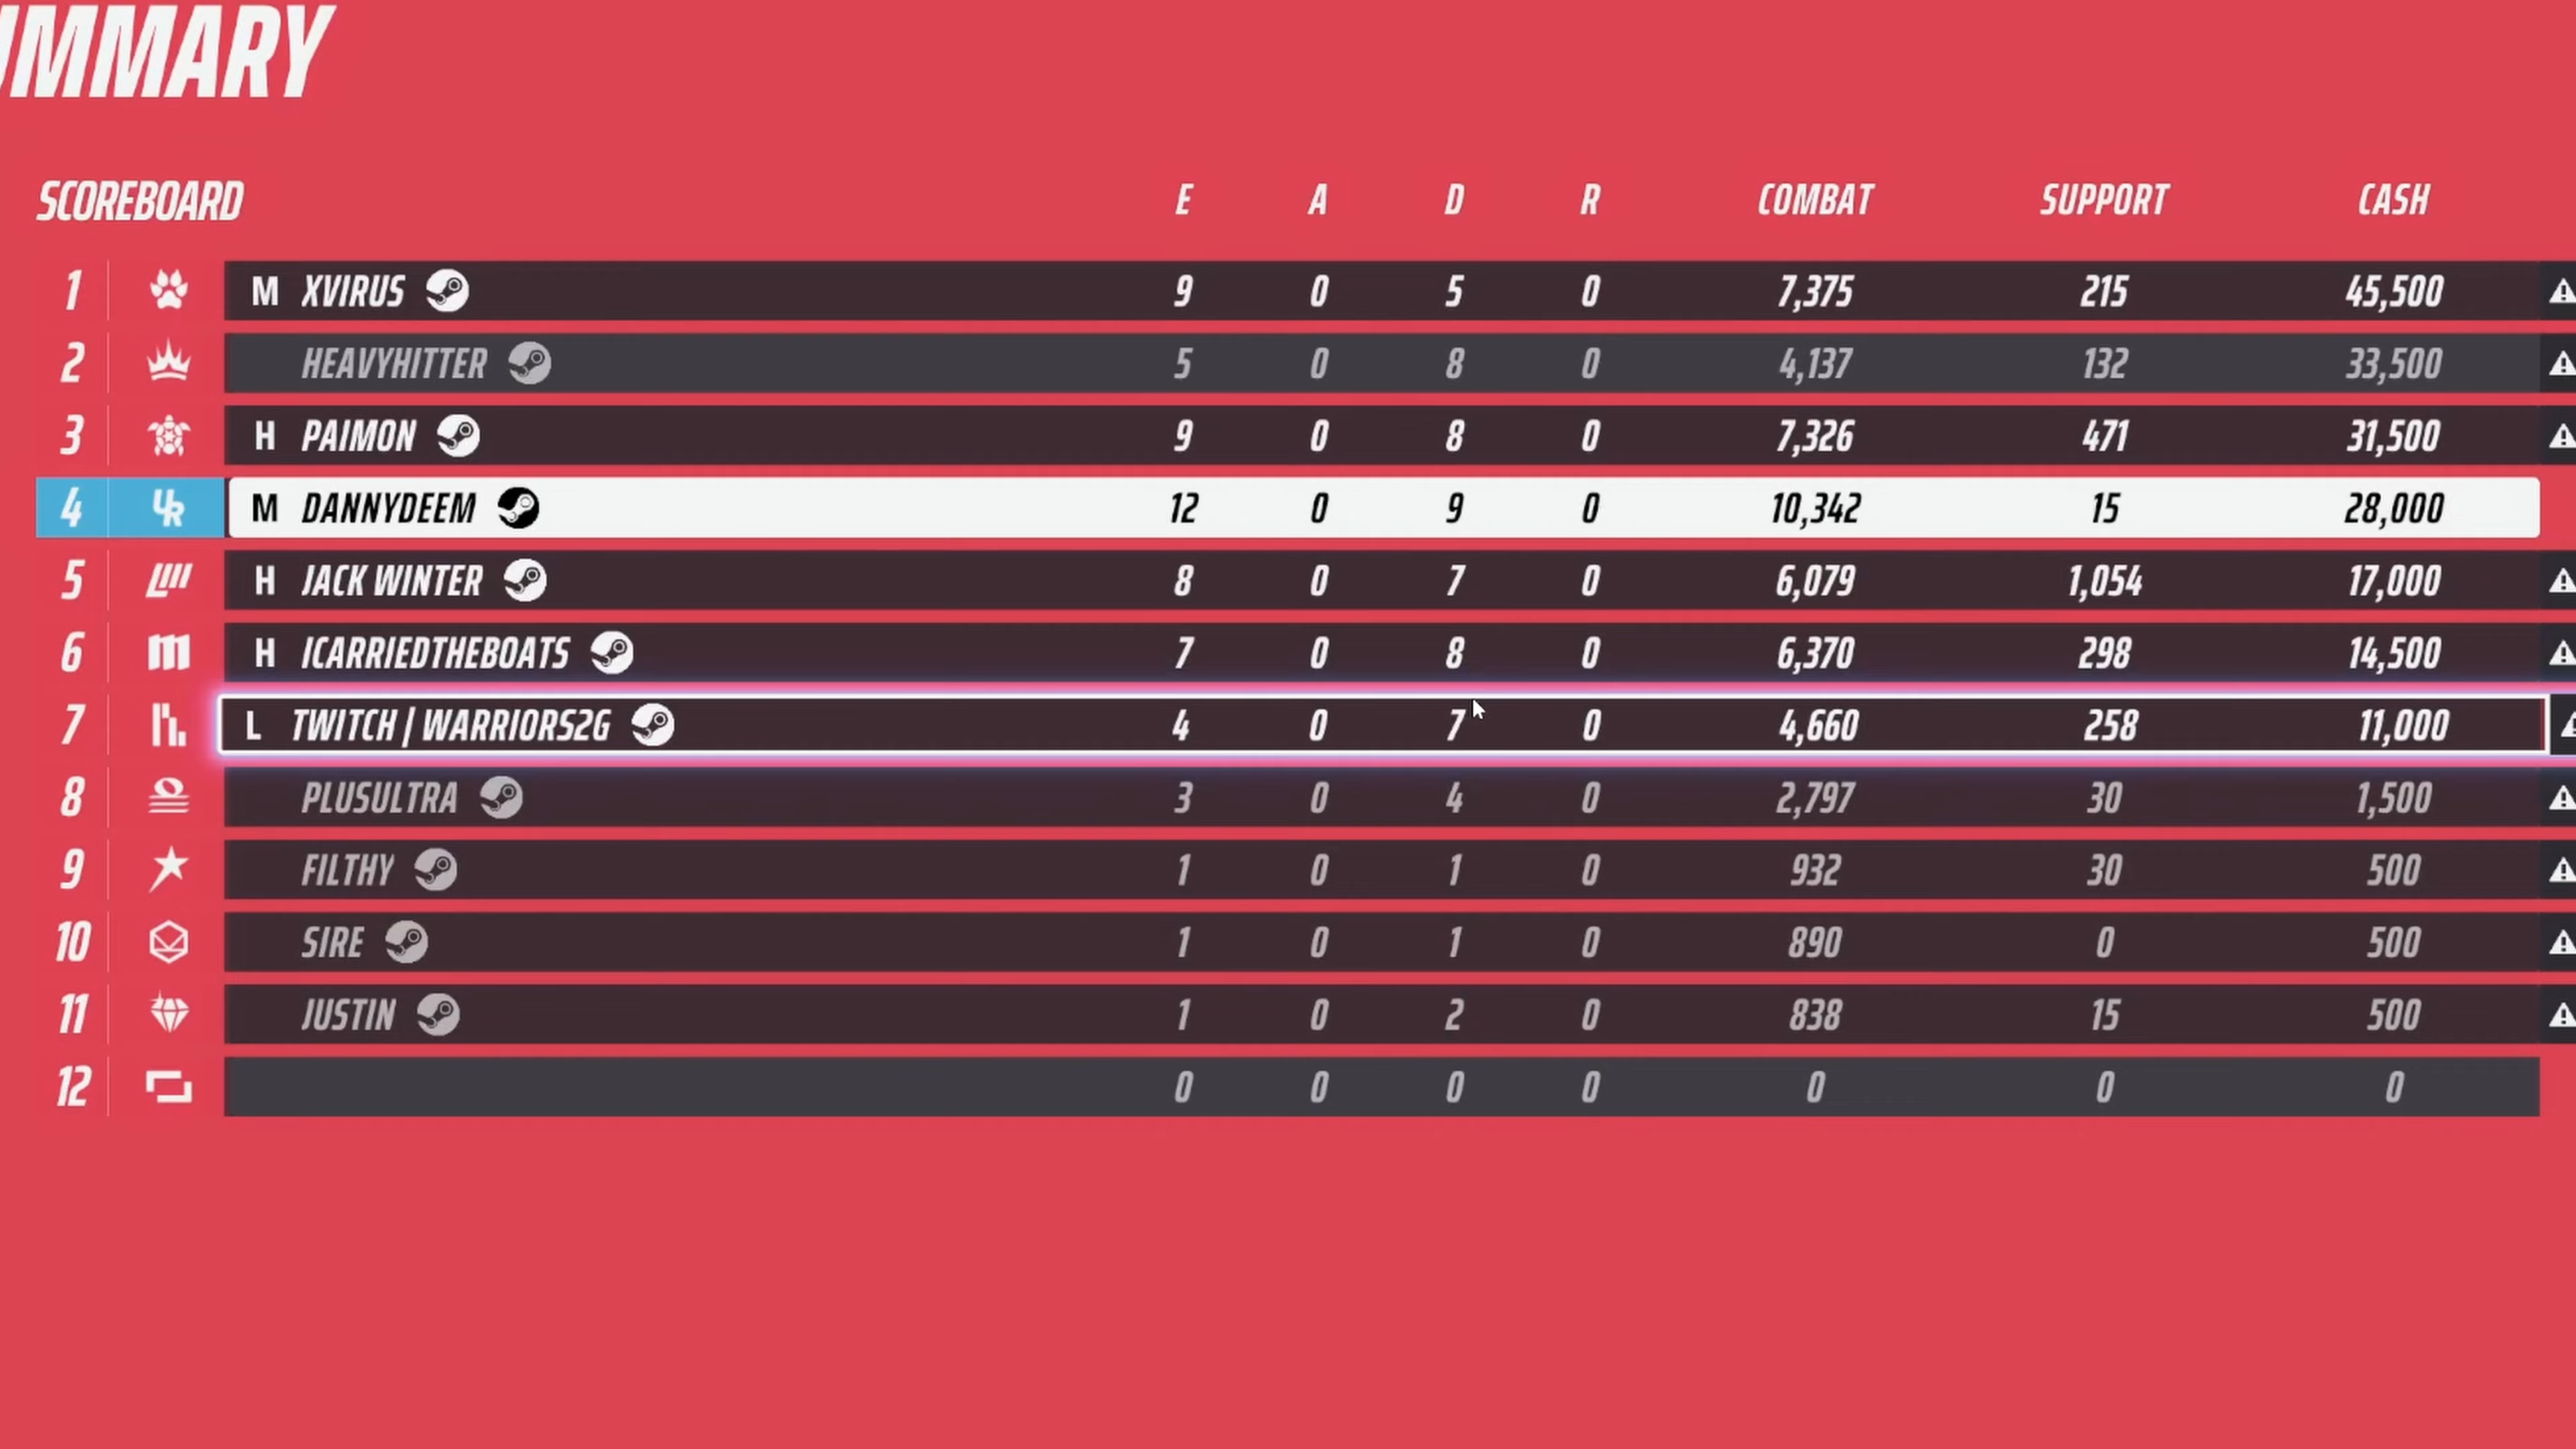 UMMARY
SCOREBOARD E A D R COMBAT SUPPORT CASH
1 M XVIRUS 9 0 5 0 7,375 215 45,500
2 HEAVYHITTER 5 0 8 0 4,137 132 33,500
3 H PAIMON 9 0 8 0 7,326 471 31,500
4 UR M DANNYDEEM 12 0 9 0 10,342 15 28,000
5 H JACK WINTER 8 0 7 0 6,079 1,054 17,000
6 H ICARRIEDTHEBOATS 7 0 8 0 6,370 298 14,500
7 L TWITCH | WARRIORS2G 4 0 7 0 4,660 258 11,000
8 PLUSULTRA 3 0 4 0 2,797 30 1,500
9 FILTHY 1 0 1 0 932 30 500
10 SIRE 1 0 1 0 890 0 500
11 JUSTIN 1 0 2 0 838 15 500
12 0 0 0 0 0 0 0